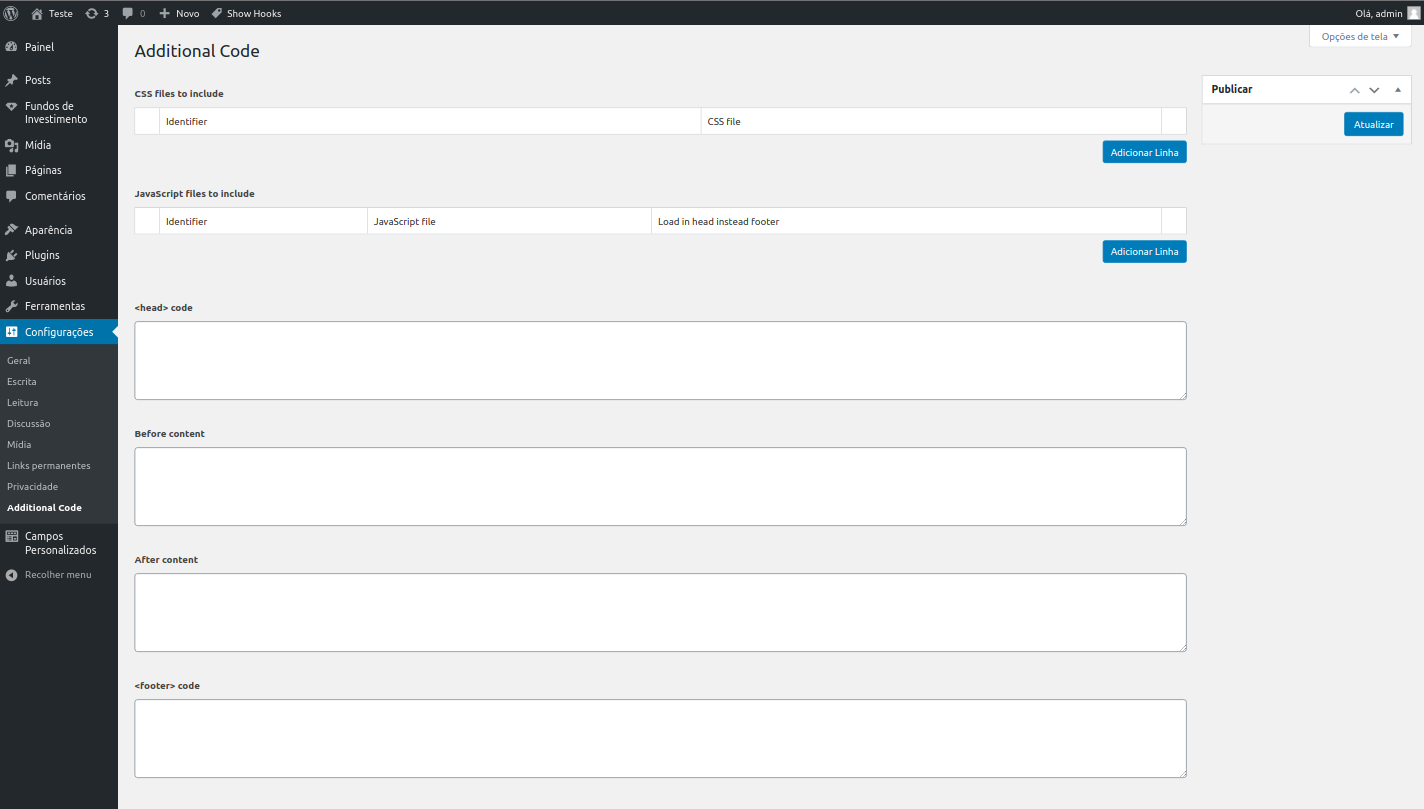 Teste 3 0 Novo Show Hooks Olá, admin
Opções de tela
Painel
Posts
Fundos de
Investimento
Mídia
Páginas
Comentários
Aparência
Plugins
Usuários
Ferramentas
Configurações
Geral
Escrita
Leitura
Discussão
Mídia
Links permanentes
Privacidade
Additional Code
Campos
Personalizados
Recolher menu
Additional Code
CSS files to include
Identifier CSS file
Adicionar Linha
JavaScript files to include
Identifier JavaScript file Load in head instead footer
Adicionar Linha
<head> code
Before content
After content
<footer> code
Publicar
Atualizar